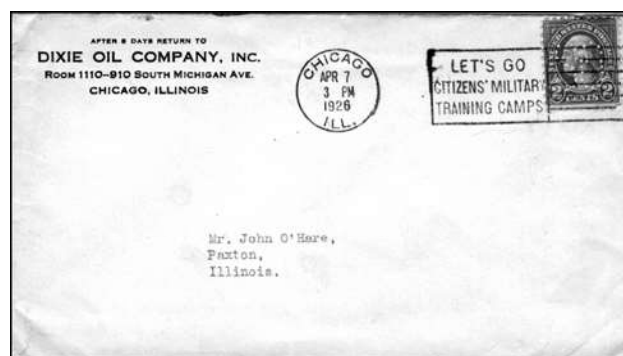 AFTER 5 DAYS RETURN TO
DIXIE OIL COMPANY, INC.
ROOM 1110-910 SOUTH MICHIGAN AVE.
CHICAGO, ILLINOIS
CHICAGO
APR 7
3 PM
1926
ILL.
LET'S GO
CITIZENS' MILITARY
TRAINING CAMPS
2 CENTS 2
Mr. John O'Hare,
Paxton,
Illinois.